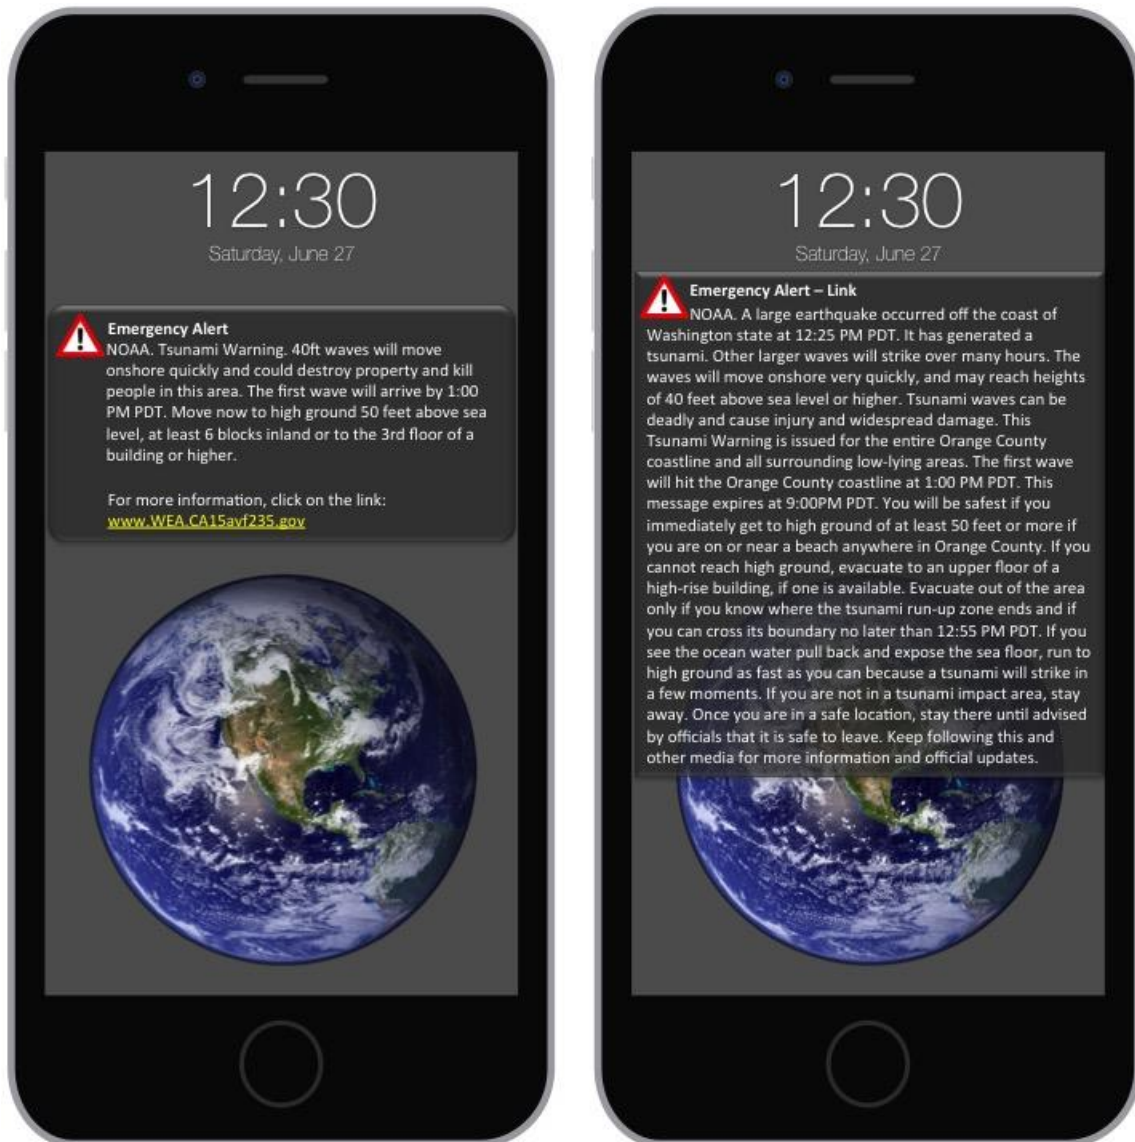 12:30
Saturday, June 27
Emergency Alert
NOAA. Tsunami Warning. 40ft waves will move
onshore quickly and could destroy property and kill
people in this area. The first wave will arrive by 1:00
PM PDT. Move now to high ground 50 feet above sea
level, at least 6 blocks inland or to the 3rd floor of a
building or higher.
For more information, click on the link:
www.WEA.CA15avf235.gov
12:30
Saturday, June 27
Emergency Alert – Link
NOAA. A large earthquake occurred off the coast of
Washington state at 12:25 PM PDT. It has generated a
tsunami. Other larger waves will strike over many hours. The
waves will move onshore very quickly, and may reach heights
of 40 feet above sea level or higher. Tsunami waves can be
deadly and cause injury and widespread damage. This
Tsunami Warning is issued for the entire Orange County
coastline and all surrounding low-lying areas. The first wave
will hit the Orange County coastline at 1:00 PM PDT. This
message expires at 9:00PM PDT. You will be safest if you
immediately get to high ground of at least 50 feet or more if
you are on or near a beach anywhere in Orange County. If you
cannot reach high ground, evacuate to an upper floor of a
high-rise building, if one is available. Evacuate out of the area
only if you know where the tsunami run-up zone ends and if
you can cross its boundary no later than 12:55 PM PDT. If you
see the ocean water pull back and expose the sea floor, run to
high ground as fast as you can because a tsunami will strike in
a few moments. If you are not in a tsunami impact area, stay
away. Once you are in a safe location, stay there until advised
by officials that it is safe to leave. Keep following this and
other media for more information and official updates.